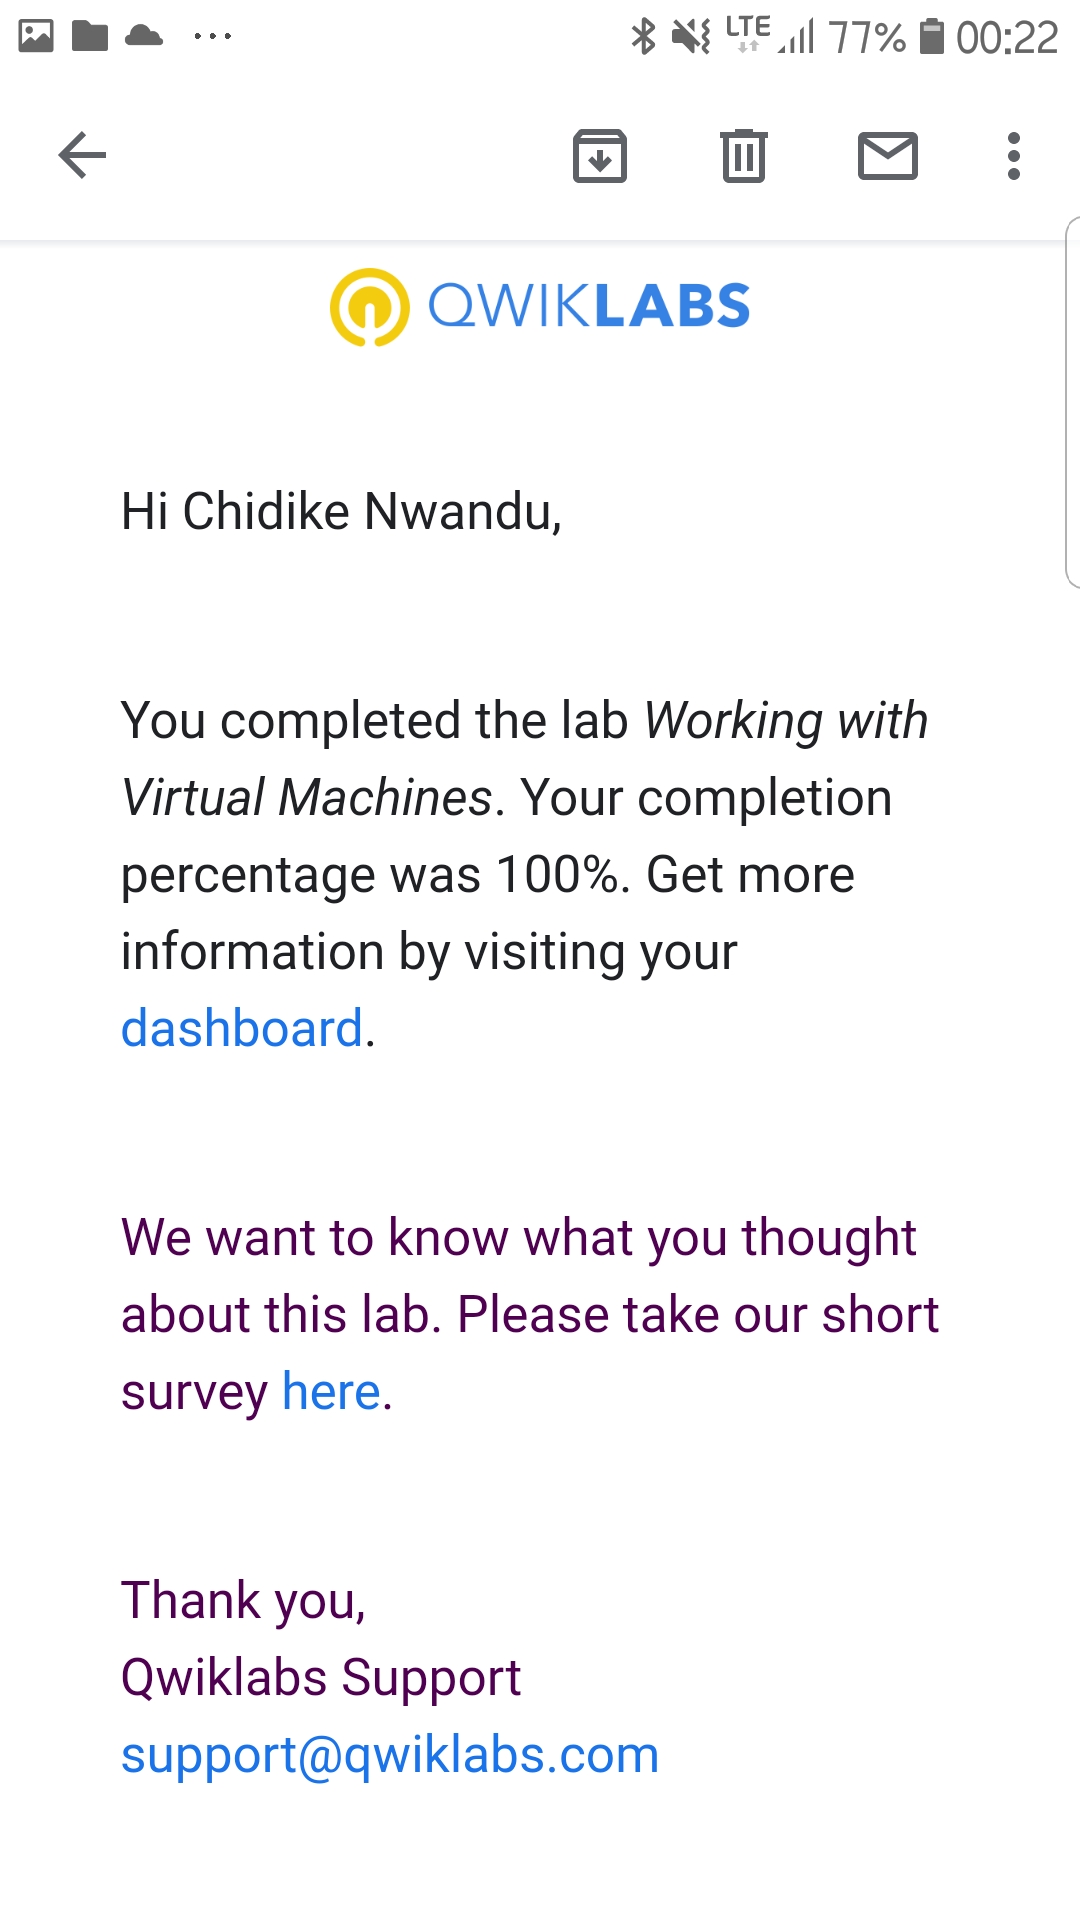 LTE 77% 00:22
QWIKLABS
Hi Chidike Nwandu,
You completed the lab Working with
Virtual Machines. Your completion
percentage was 100%. Get more
information by visiting your
dashboard.
We want to know what you thought
about this lab. Please take our short
survey here.
Thank you,
Qwiklabs Support
support@qwiklabs.com